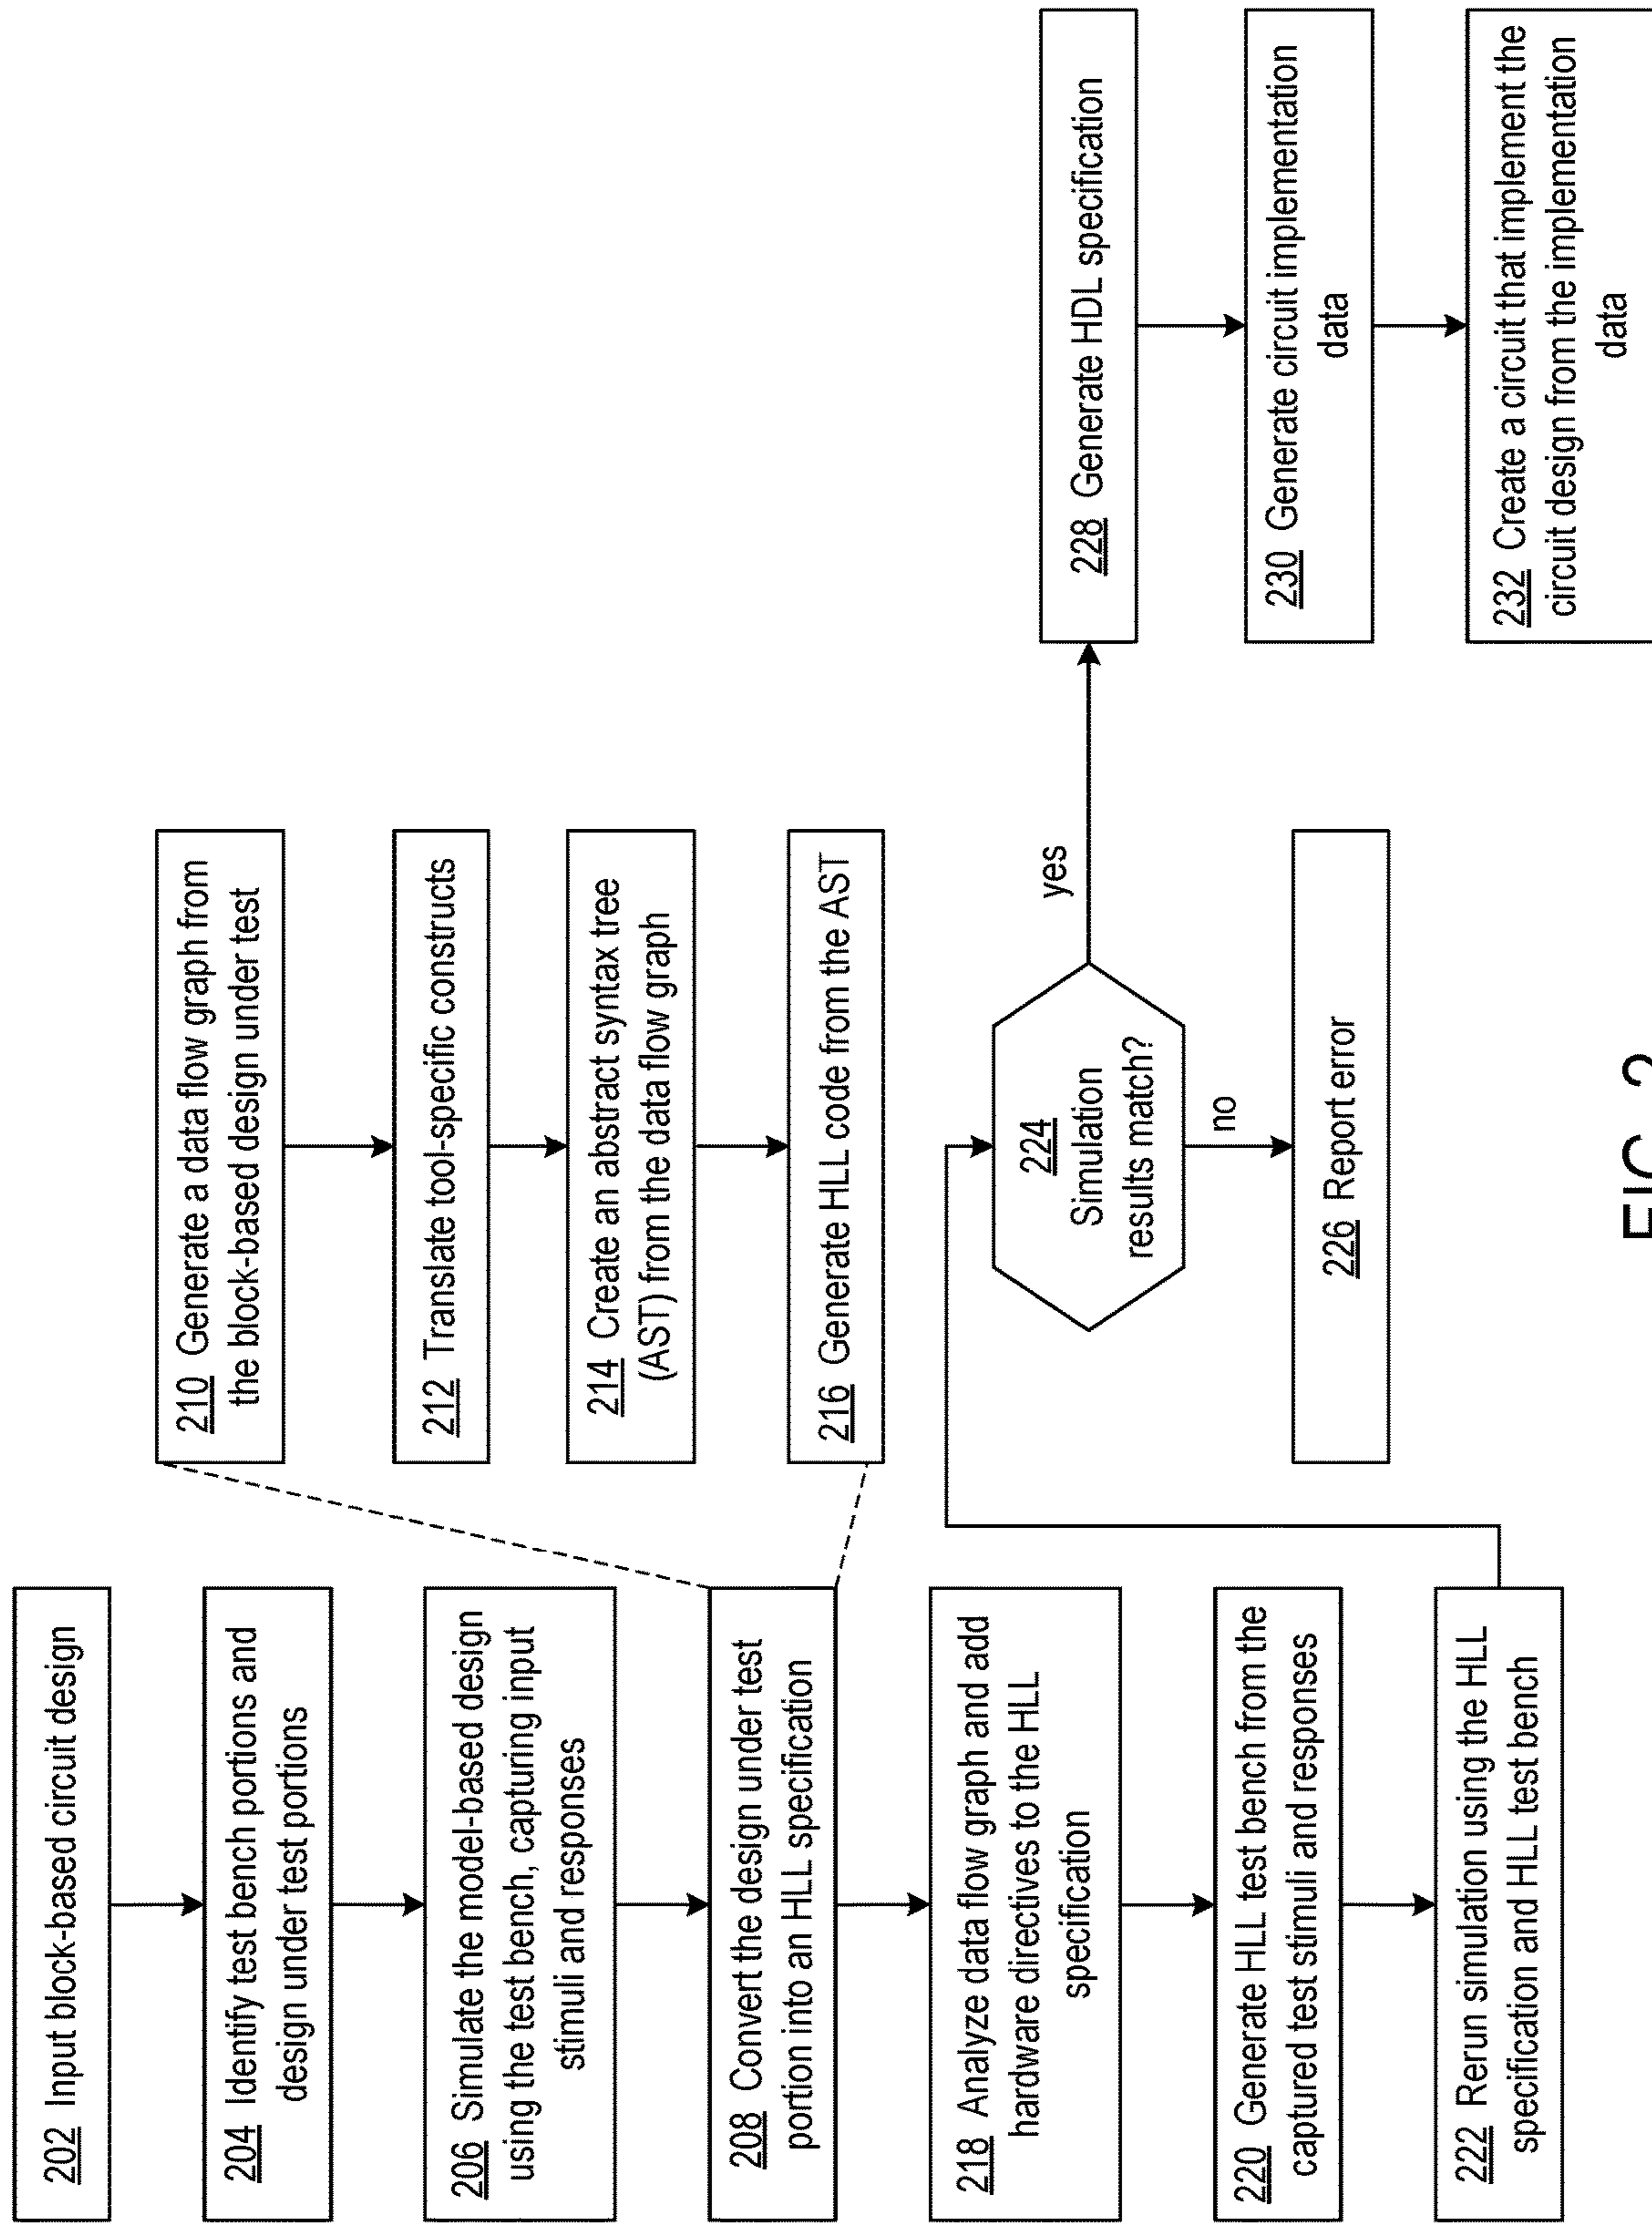 202 Input block-based circuit design
204 Identify test bench portions and
design under test portions
206 Simulate the model-based design
using the test bench, capturing input
stimuli and responses
208 Convert the design under test
portion into an HLL specification
218 Analyze data flow graph and add
hardware directives to the HLL
specification
220 Generate HLL test bench from the
captured test stimuli and responses
222 Rerun simulation using the HLL
specification and HLL test bench
210 Generate a data flow graph from
the block-based design under test
212 Translate tool-specific constructs
214 Create an abstract syntax tree
(AST) from the data flow graph
216 Generate HLL code from the AST
224
Simulation
results match?
yes
no
226 Report error
228 Generate HDL specification
230 Generate circuit implementation
data
232 Create a circuit that implement the
circuit design from the implementation
data
FIG. 2